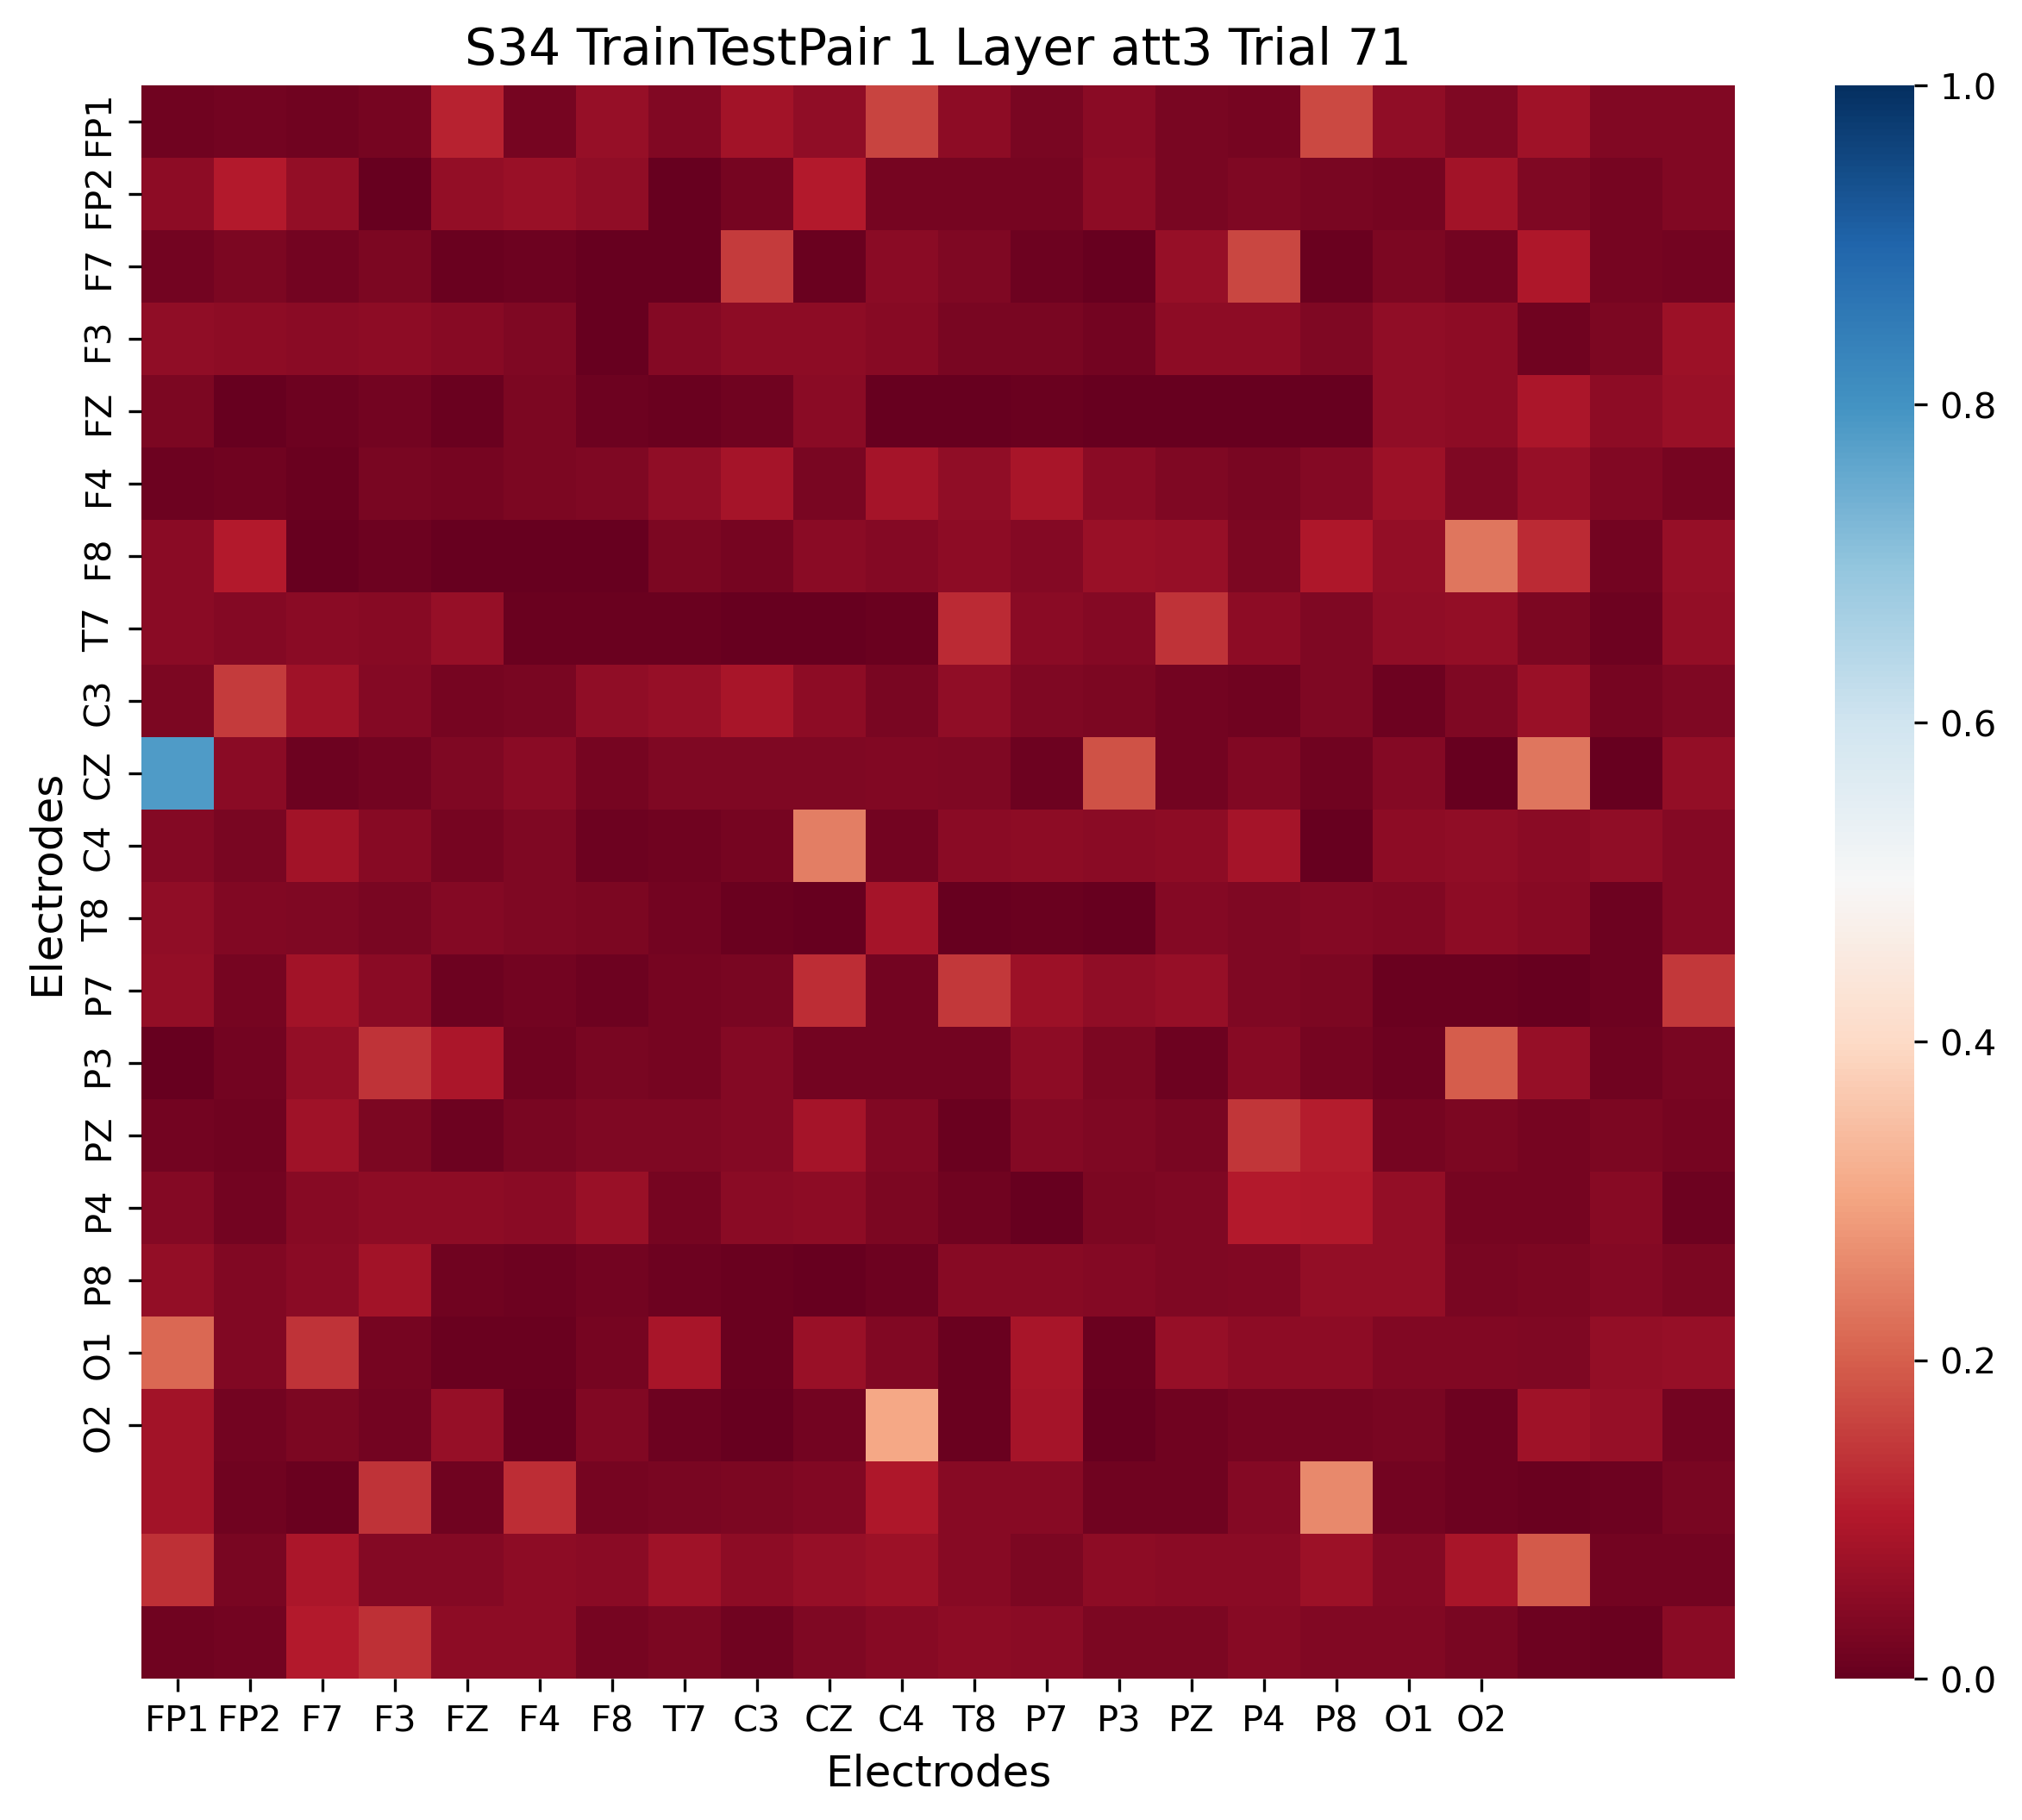 S34 TrainTestPair 1 Layer att3 Trial 71
Electrodes
FP1
FP2
F7
F3
FZ
F4
F8
T7
C3
CZ
C4
T8
P7
P3
PZ
P4
P8
O1
O2
FP1 FP2 F7 F3 FZ F4 F8 T7 C3 CZ C4 T8 P7 P3 PZ P4 P8 O1 O2
Electrodes
1.0
0.8
0.6
0.4
0.2
0.0